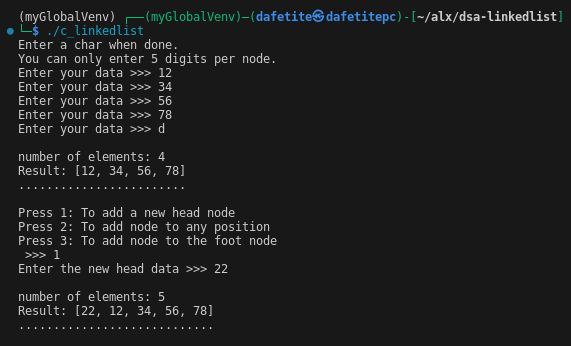 (myGlobalVenv) ┌──(myGlobalVenv)─(dafetite㉿dafetitepc)-[~/alx/dsa-linkedlist]
└─$ ./c_linkedlist
Enter a char when done.
You can only enter 5 digits per node.
Enter your data >>> 12
Enter your data >>> 34
Enter your data >>> 56
Enter your data >>> 78
Enter your data >>> d
number of elements: 4
Result: [12, 34, 56, 78]
........................
Press 1: To add a new head node
Press 2: To add node to any position
Press 3: To add node to the foot node
>>> 1
Enter the new head data >>> 22
number of elements: 5
Result: [22, 12, 34, 56, 78]
............................